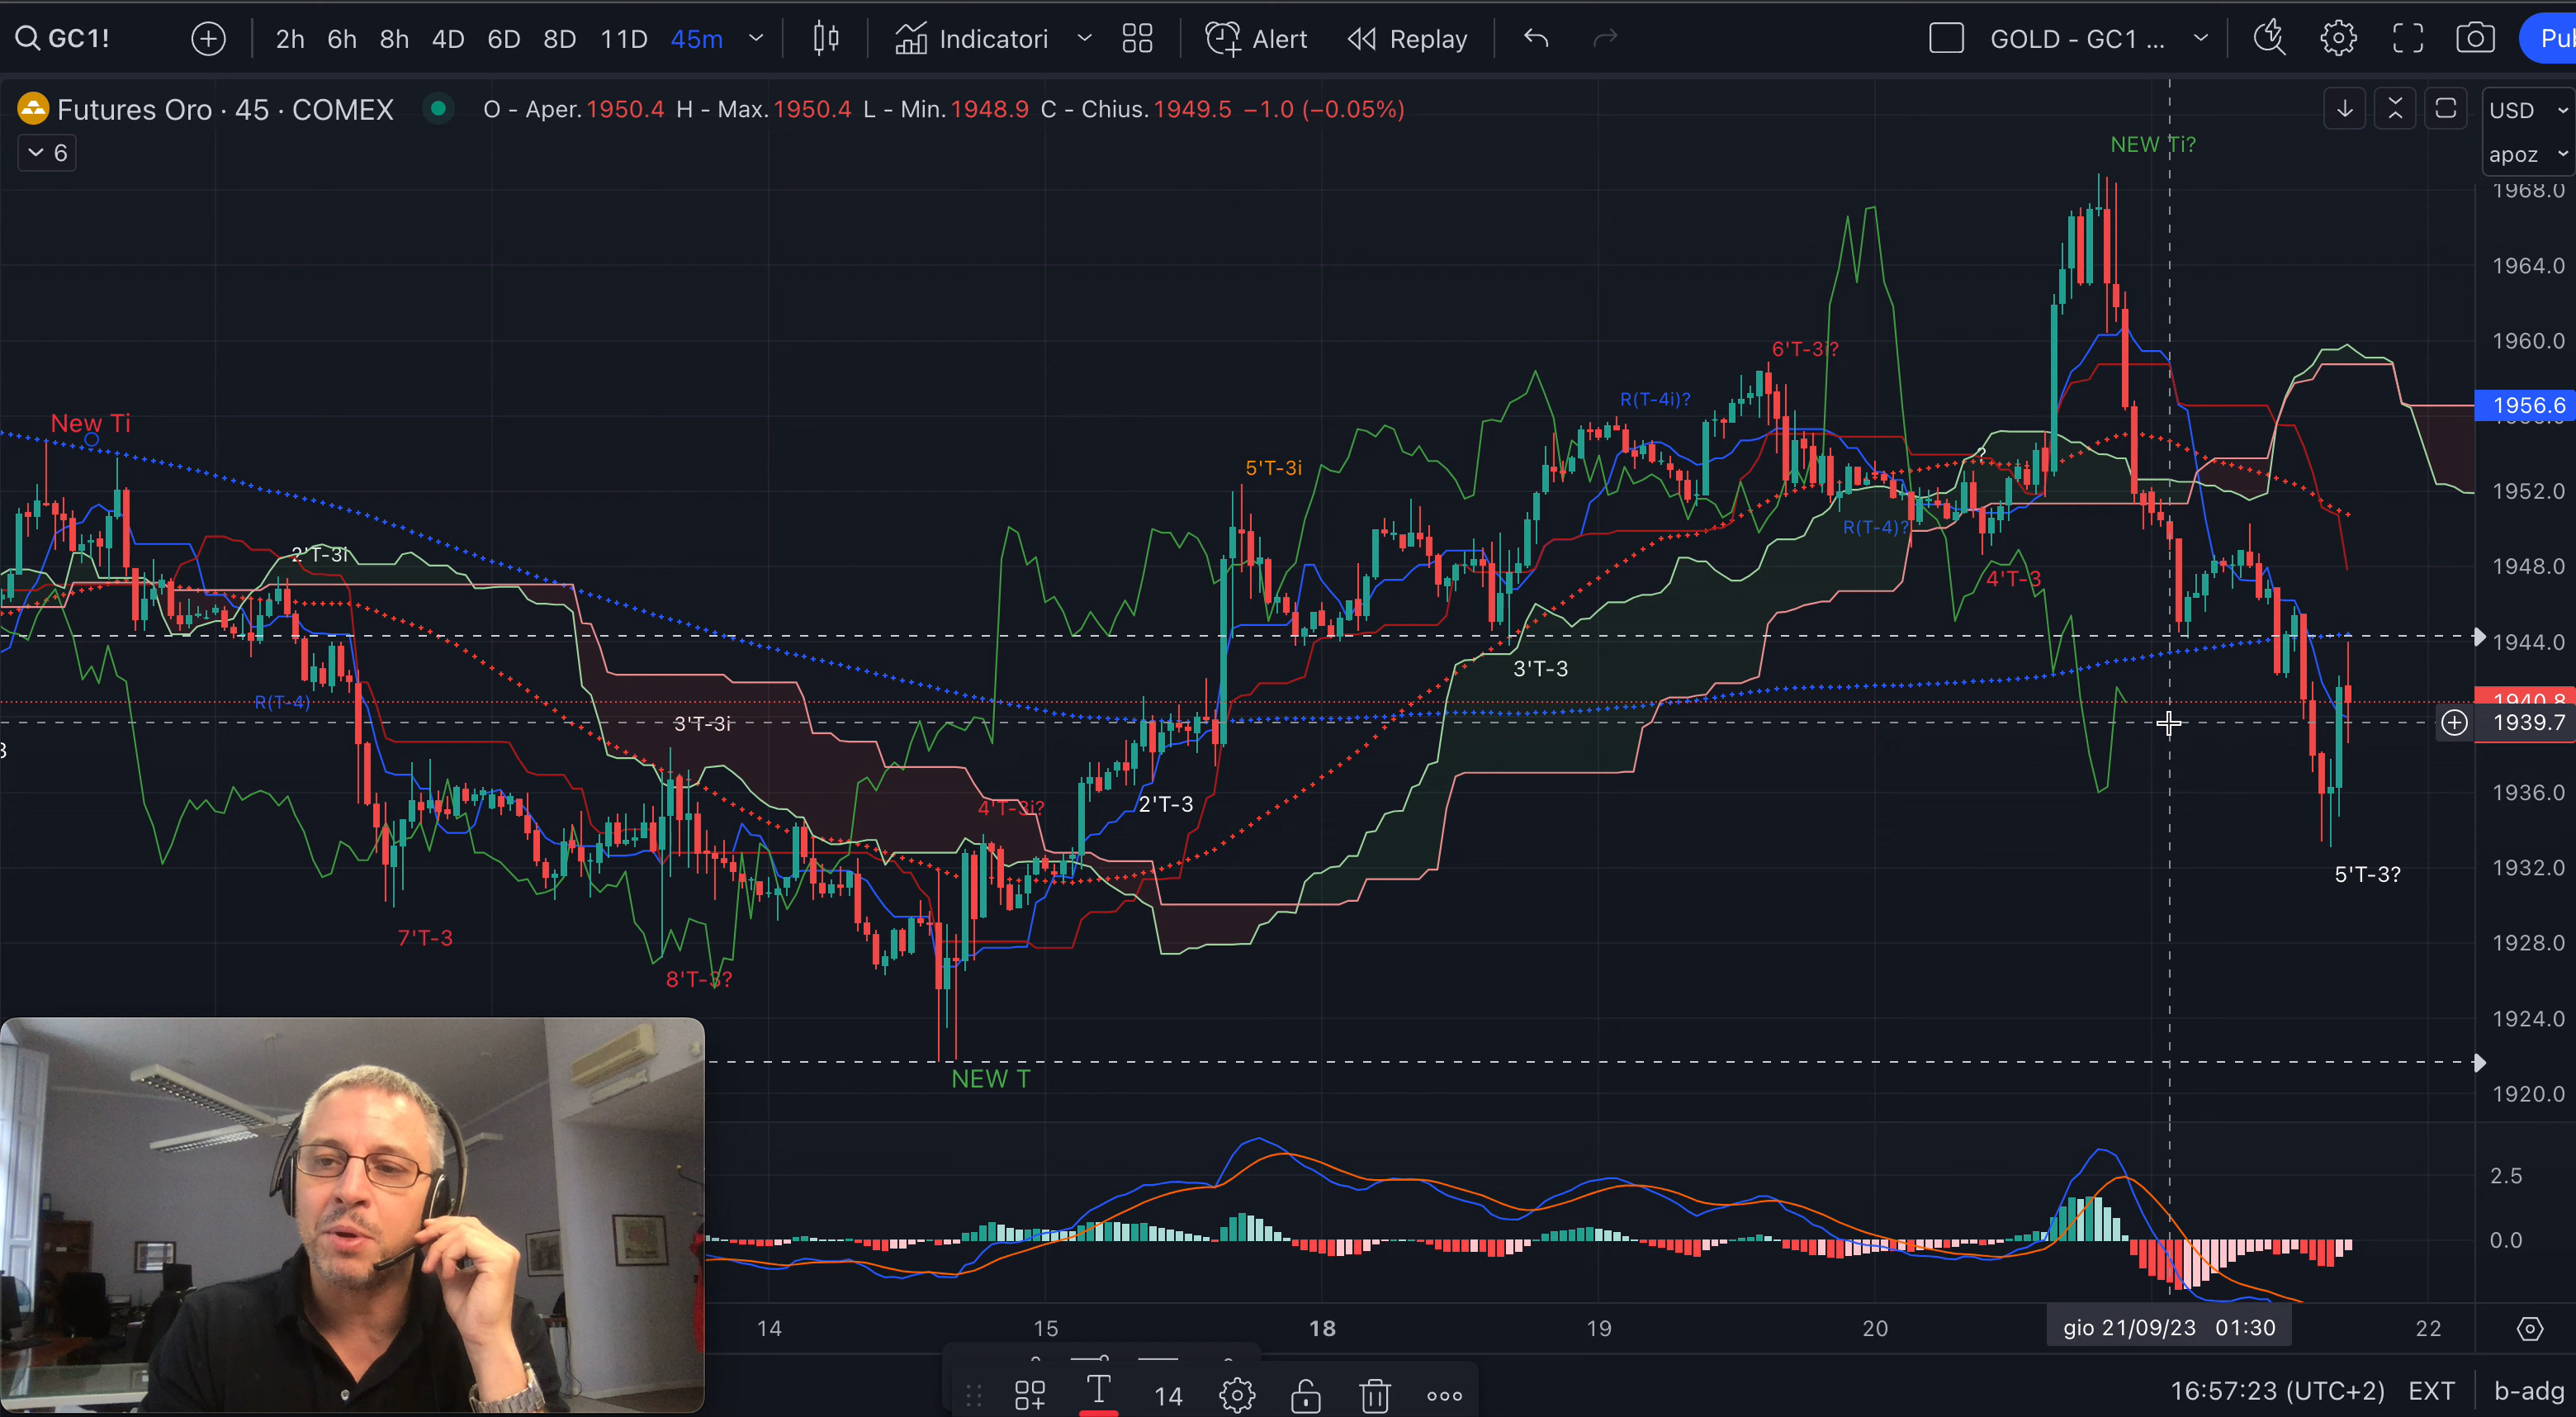 GC1!
2h 6h 8h 4D 6D 8D 11D 45m
Indicatori
Alert
Replay
GOLD - GC1 ...
Pub
Futures Oro · 45 · COMEX
O - Aper. 1950.4 H - Max. 1950.4 L - Min. 1948.9 C - Chius. 1949.5 −1.0 (−0.05%)
USD
apoz
6
NEW Ti?
1968.0
1964.0
1960.0
1956.6
1952.0
1948.0
1944.0
1940.8
1939.7
1936.0
1932.0
1928.0
1924.0
1920.0
2.5
0.0
6'T-3i?
R(T-4i)?
New Ti
5'T-3i
?
R(T-4)?
2'T-3i
4'T-3
3'T-3
R(T-4)
3'T-3i
3
4'T-3i?
2'T-3
5'T-3?
7'T-3
8'T-3?
NEW T
14 15 18 19 20 gio 21/09/23 01:30 22
14
16:57:23 (UTC+2) EXT b-adg